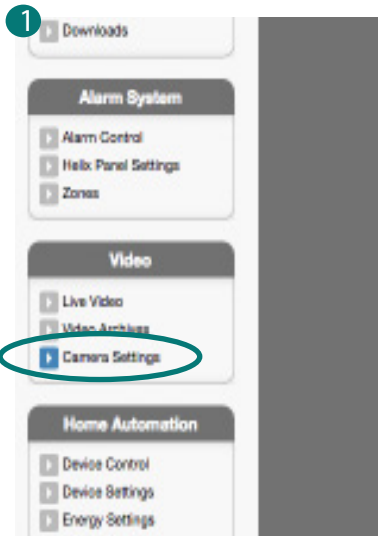 1
Downloads
Alarm System
Alarm Control
Helix Panel Settings
Zones
Video
Live Video
Video Archives
Camera Settings
Home Automation
Device Control
Device Settings
Energy Settings